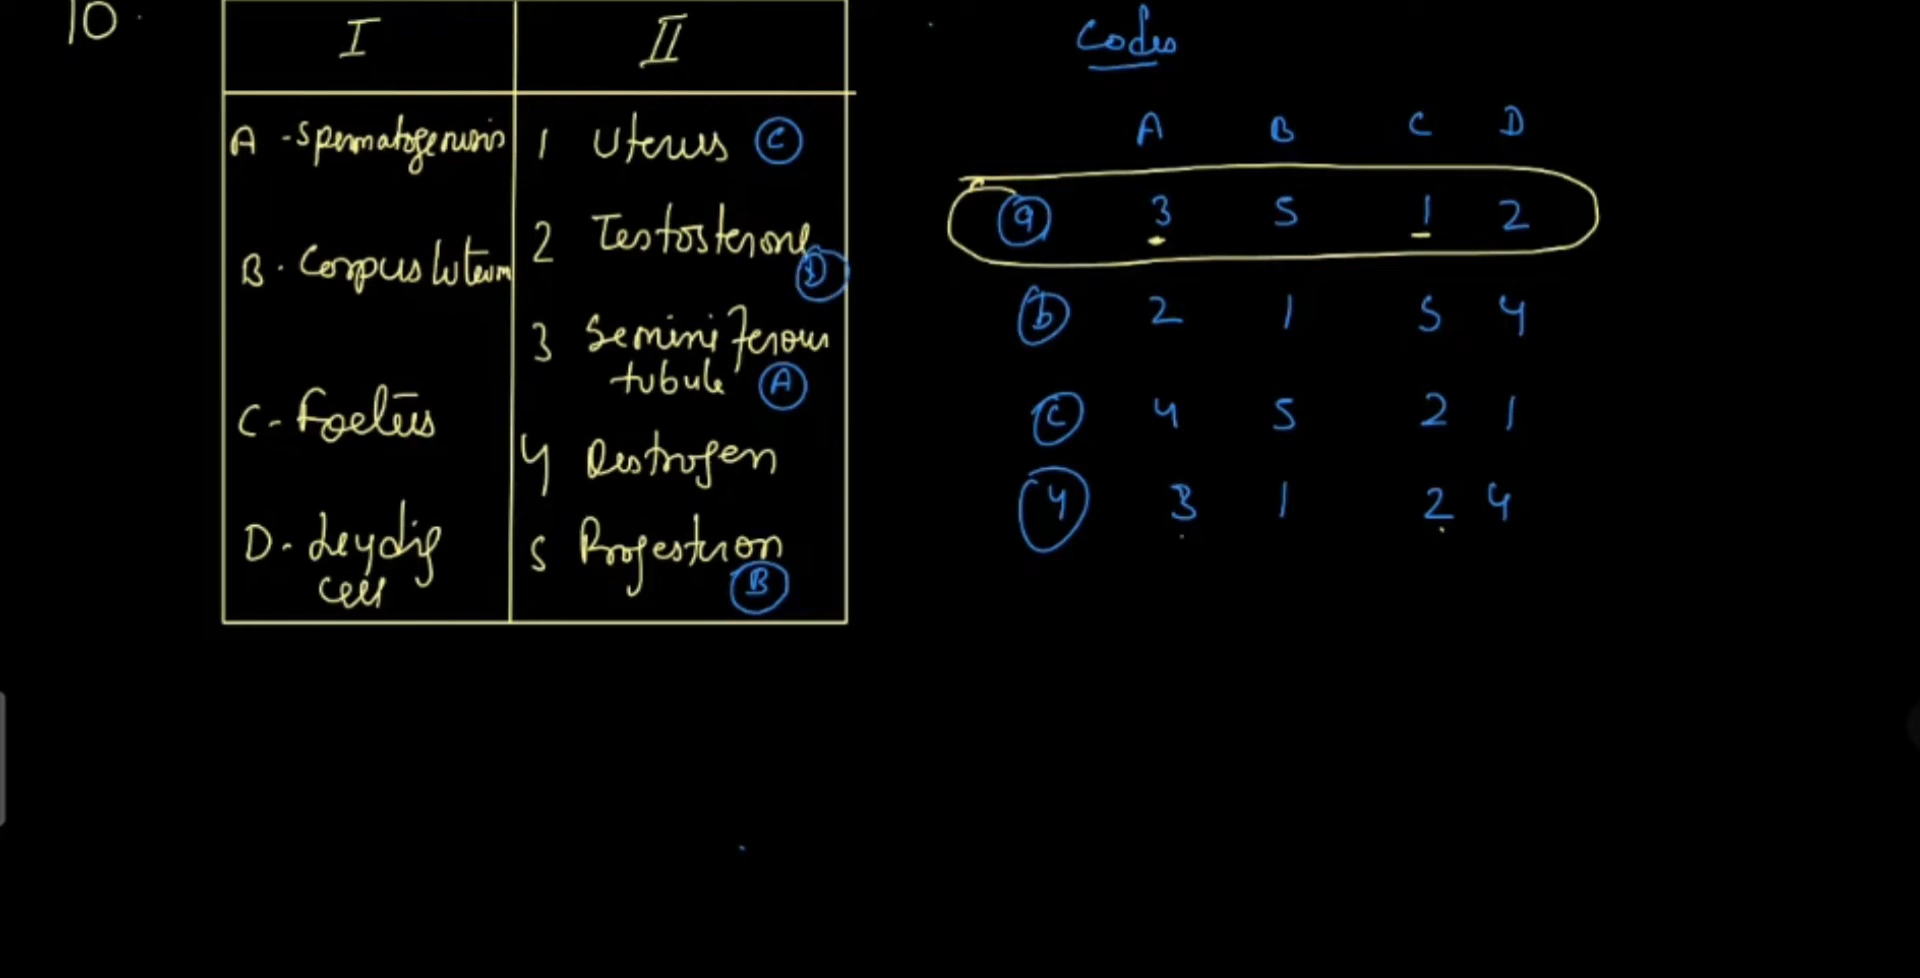 10.
I II
A - Spermatogenesis 1 Uterus C
B. Corpus luteum 2 Testosterone D
C - Foetus 3 Seminiferous tubule A
D. Leydig cell 4 Oestrogen
5 Progestron B
Codes
A B C D
a 3 5 1 2
b 2 1 5 4
c 4 5 2 1
4 3 1 2 4